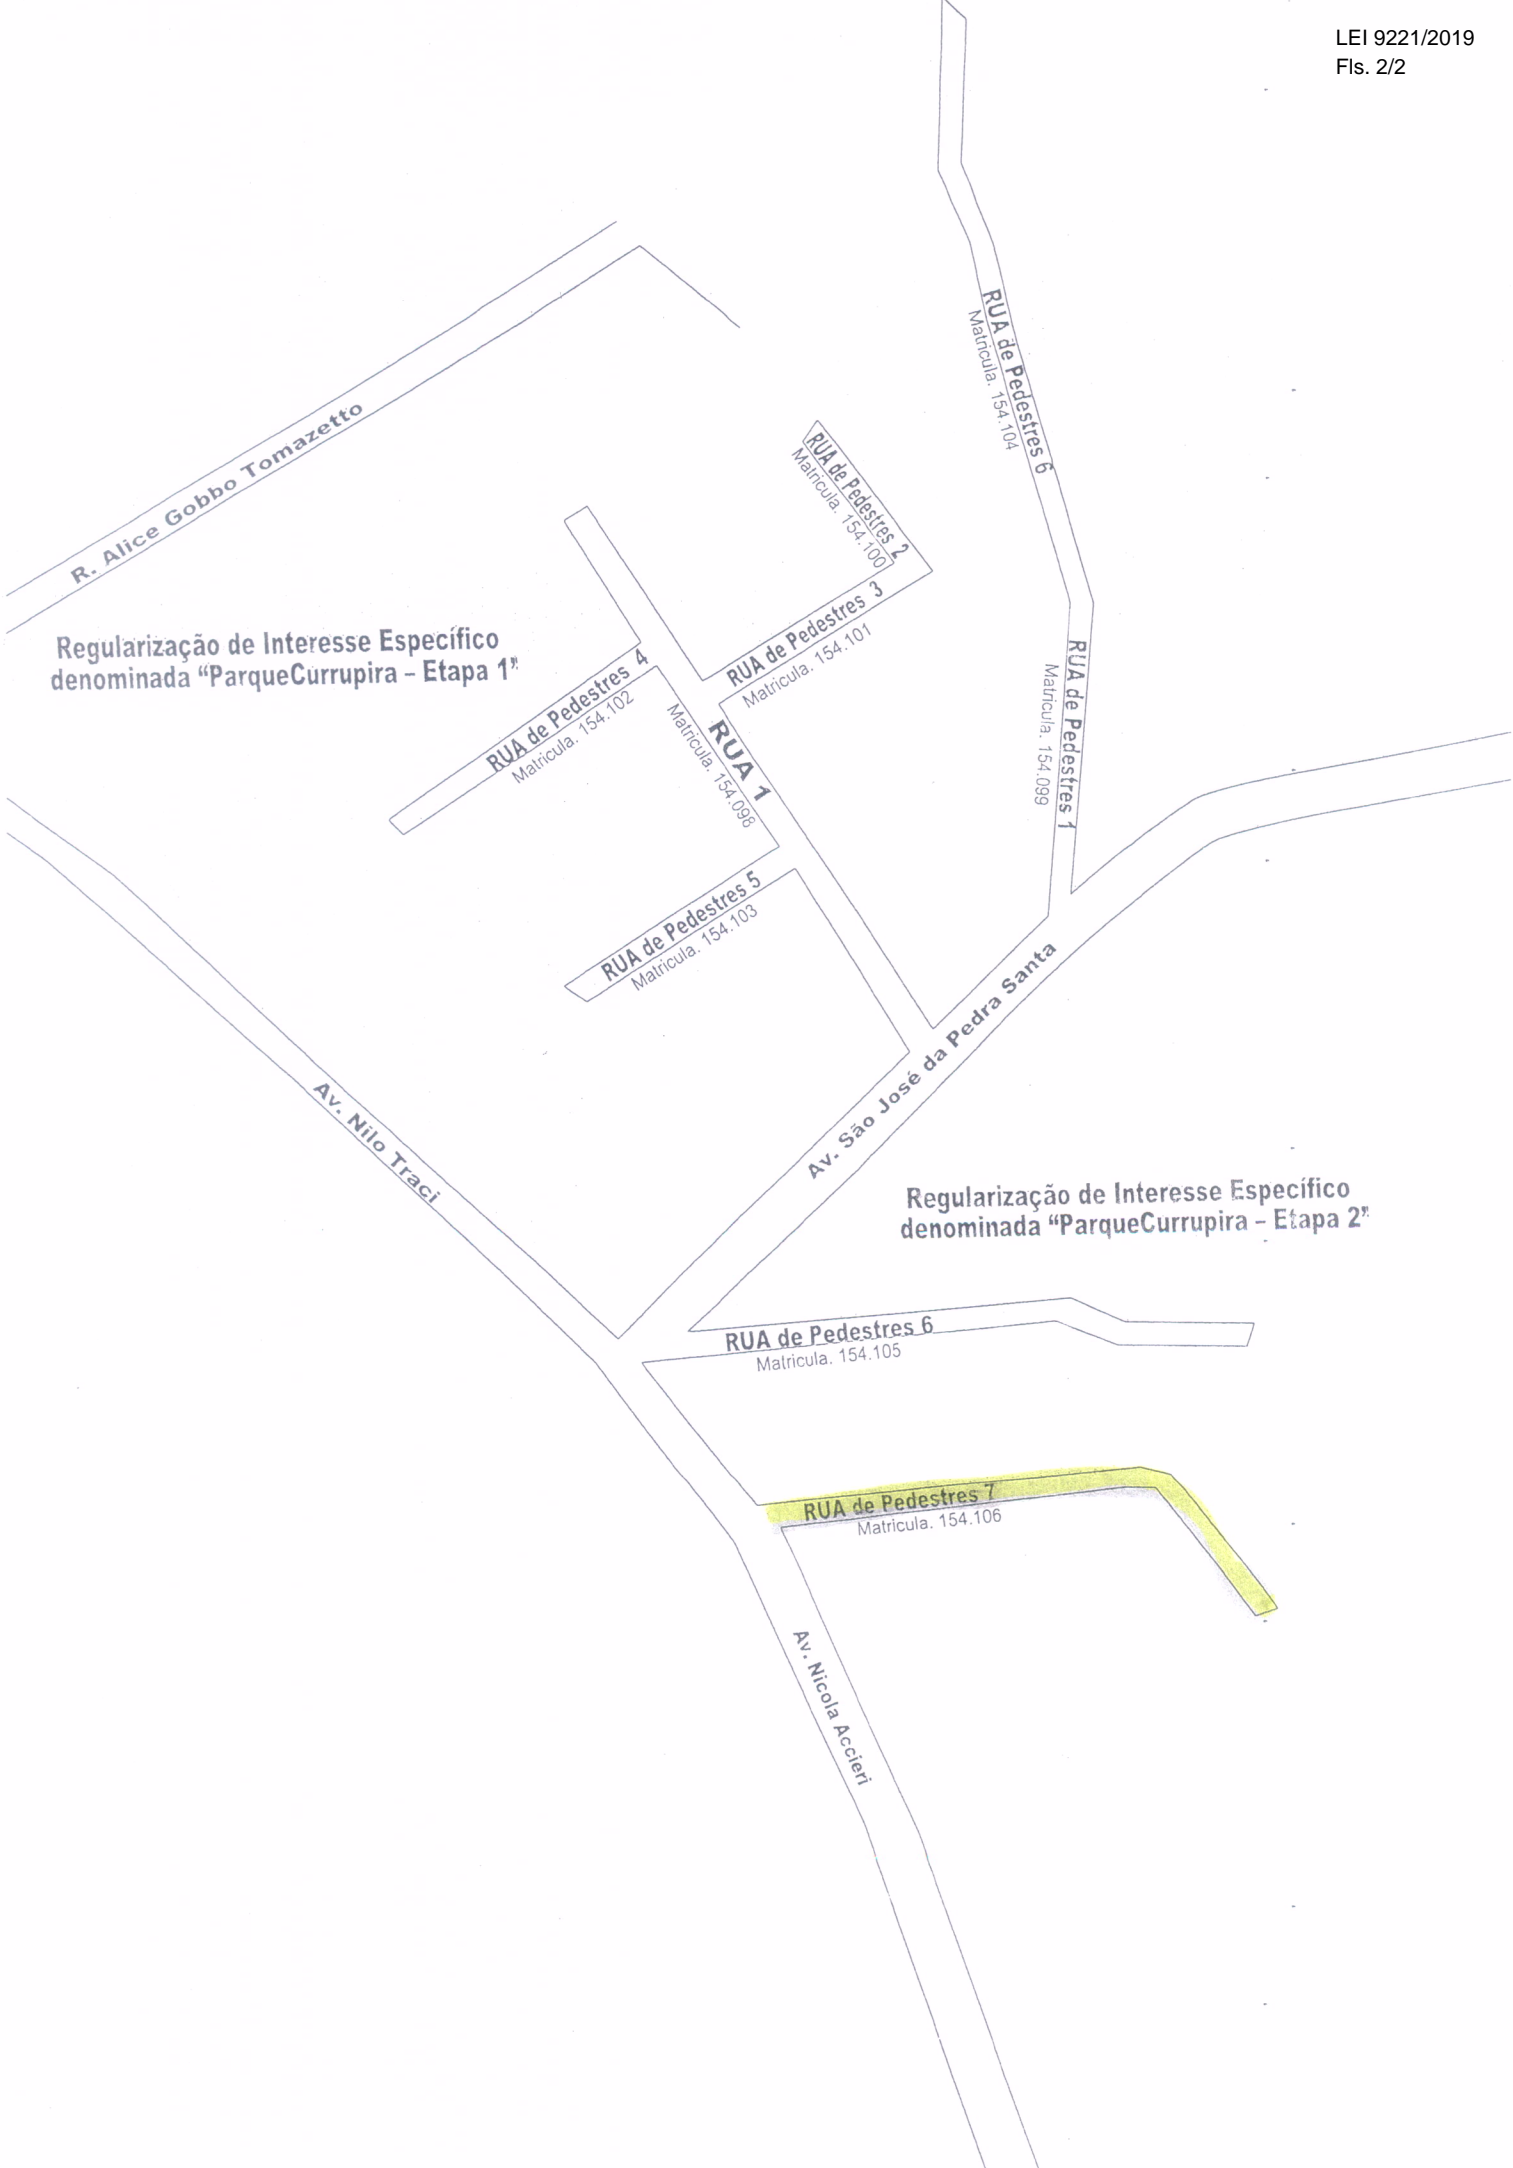 LEI 9221/2019
Fls. 2/2
RUA de Pedestres 6
Matricula. 154.104
R. Alice Gobbo Tomazetto
RUA de Pedestres 2
Matricula. 154.100
RUA de Pedestres 3
Matricula. 154.101
Regularização de Interesse Específico
denominada “ParqueCurrupira – Etapa 1”
RUA de Pedestres 4
Matricula. 154.102
RUA 1
Matricula. 154.098
RUA de Pedestres 1
Matricula. 154.099
RUA de Pedestres 5
Matricula. 154.103
Av. São José da Pedra Santa
Av. Nilo Traci
Regularização de Interesse Específico
denominada “ParqueCurrupira – Etapa 2”
RUA de Pedestres 6
Matricula. 154.105
RUA de Pedestres 7
Matricula. 154.106
Av. Nicola Accieri